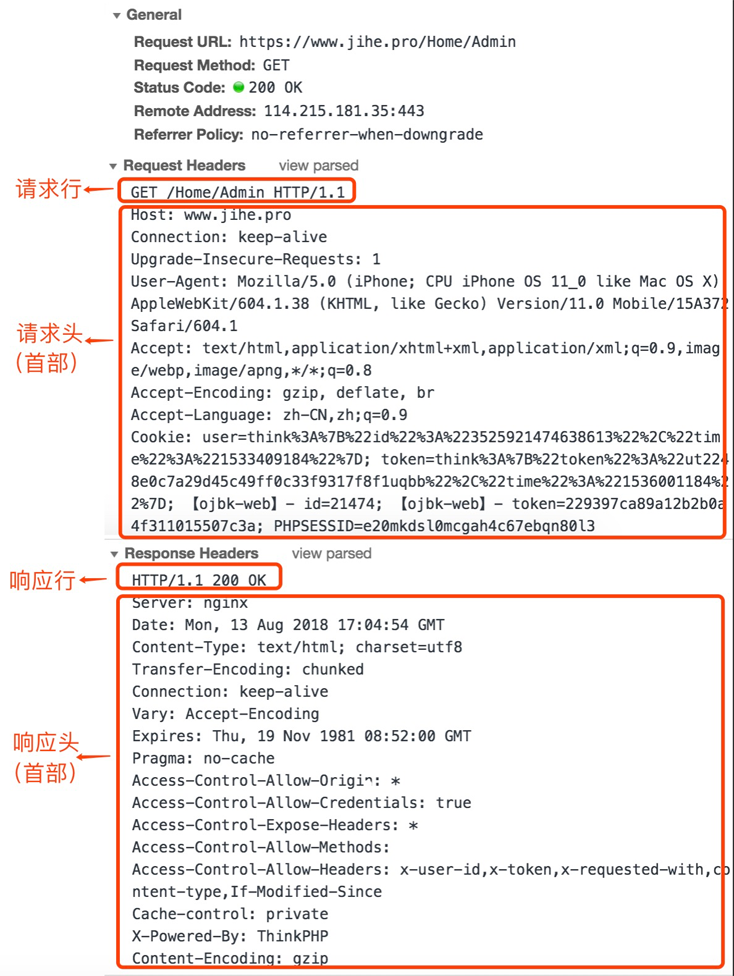 General
Request URL: https://www.jihe.pro/Home/Admin
Request Method: GET
Status Code: 200 OK
Remote Address: 114.215.181.35:443
Referrer Policy: no-referrer-when-downgrade
Request Headers view parsed
请求行
GET /Home/Admin HTTP/1.1
Host: www.jihe.pro
Connection: keep-alive
Upgrade-Insecure-Requests: 1
User-Agent: Mozilla/5.0 (iPhone; CPU iPhone OS 11_0 like Mac OS X)
AppleWebKit/604.1.38 (KHTML, like Gecko) Version/11.0 Mobile/15A372
Safari/604.1
请求头
(首部)
Accept: text/html,application/xhtml+xml,application/xml;q=0.9,imag
e/webp,image/apng,*/*;q=0.8
Accept-Encoding: gzip, deflate, br
Accept-Language: zh-CN,zh;q=0.9
Cookie: user=think%3A%7B%22id%22%3A%223525921474638613%22%2C%22tim
e%22%3A%221533409184%22%7D; token=think%3A%7B%22token%22%3A%22ut224
8e0c7a29d45c49ff0c33f9317f8f1uqbb%22%2C%22time%22%3A%221536001184%2
2%7D; 【ojbk-web】- id=21474; 【ojbk-web】- token=229397ca89a12b2b0a
4f311015507c3a; PHPSESSID=e20mkdsl0mcgah4c67ebqn80l3
Response Headers view parsed
响应行
HTTP/1.1 200 OK
Server: nginx
Date: Mon, 13 Aug 2018 17:04:54 GMT
Content-Type: text/html; charset=utf8
Transfer-Encoding: chunked
Connection: keep-alive
Vary: Accept-Encoding
Expires: Thu, 19 Nov 1981 08:52:00 GMT
响应头
(首部)
Pragma: no-cache
Access-Control-Allow-Origin: *
Access-Control-Allow-Credentials: true
Access-Control-Expose-Headers: *
Access-Control-Allow-Methods:
Access-Control-Allow-Headers: x-user-id,x-token,x-requested-with,co
ntent-type,If-Modified-Since
Cache-control: private
X-Powered-By: ThinkPHP
Content-Encoding: gzip